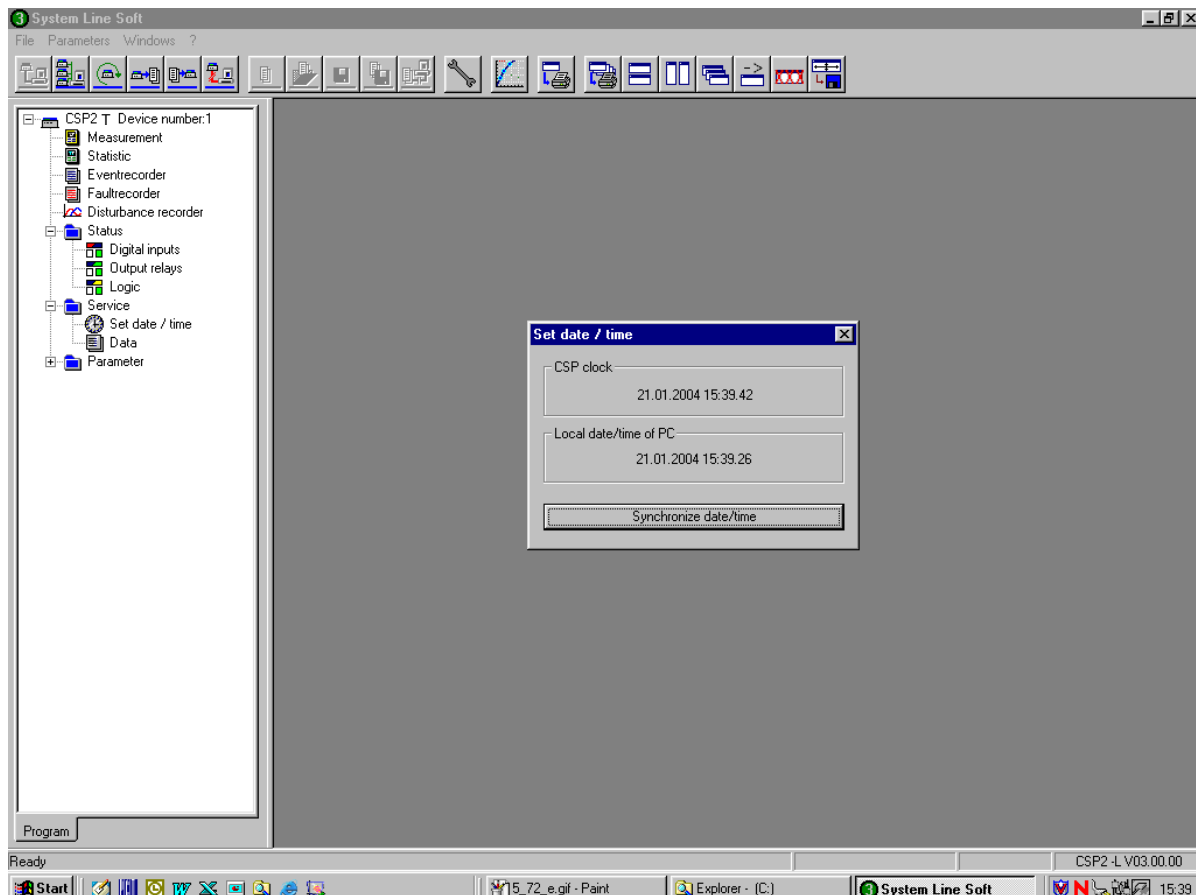 System Line Soft
File Parameters Windows ?
CSP2 T Device number:1
Measurement
Statistic
Eventrecorder
Faultrecorder
Disturbance recorder
Status
Digital inputs
Output relays
Logic
Service
Set date / time
Data
Parameter
Set date / time
CSP clock
21.01.2004 15:39.42
Local date/time of PC
21.01.2004 15:39.26
Synchronize date/time
Program
Ready
CSP2 -L V03.00.00
Start
15_72_e.gif - Paint
Explorer - (C:)
System Line Soft
15:39